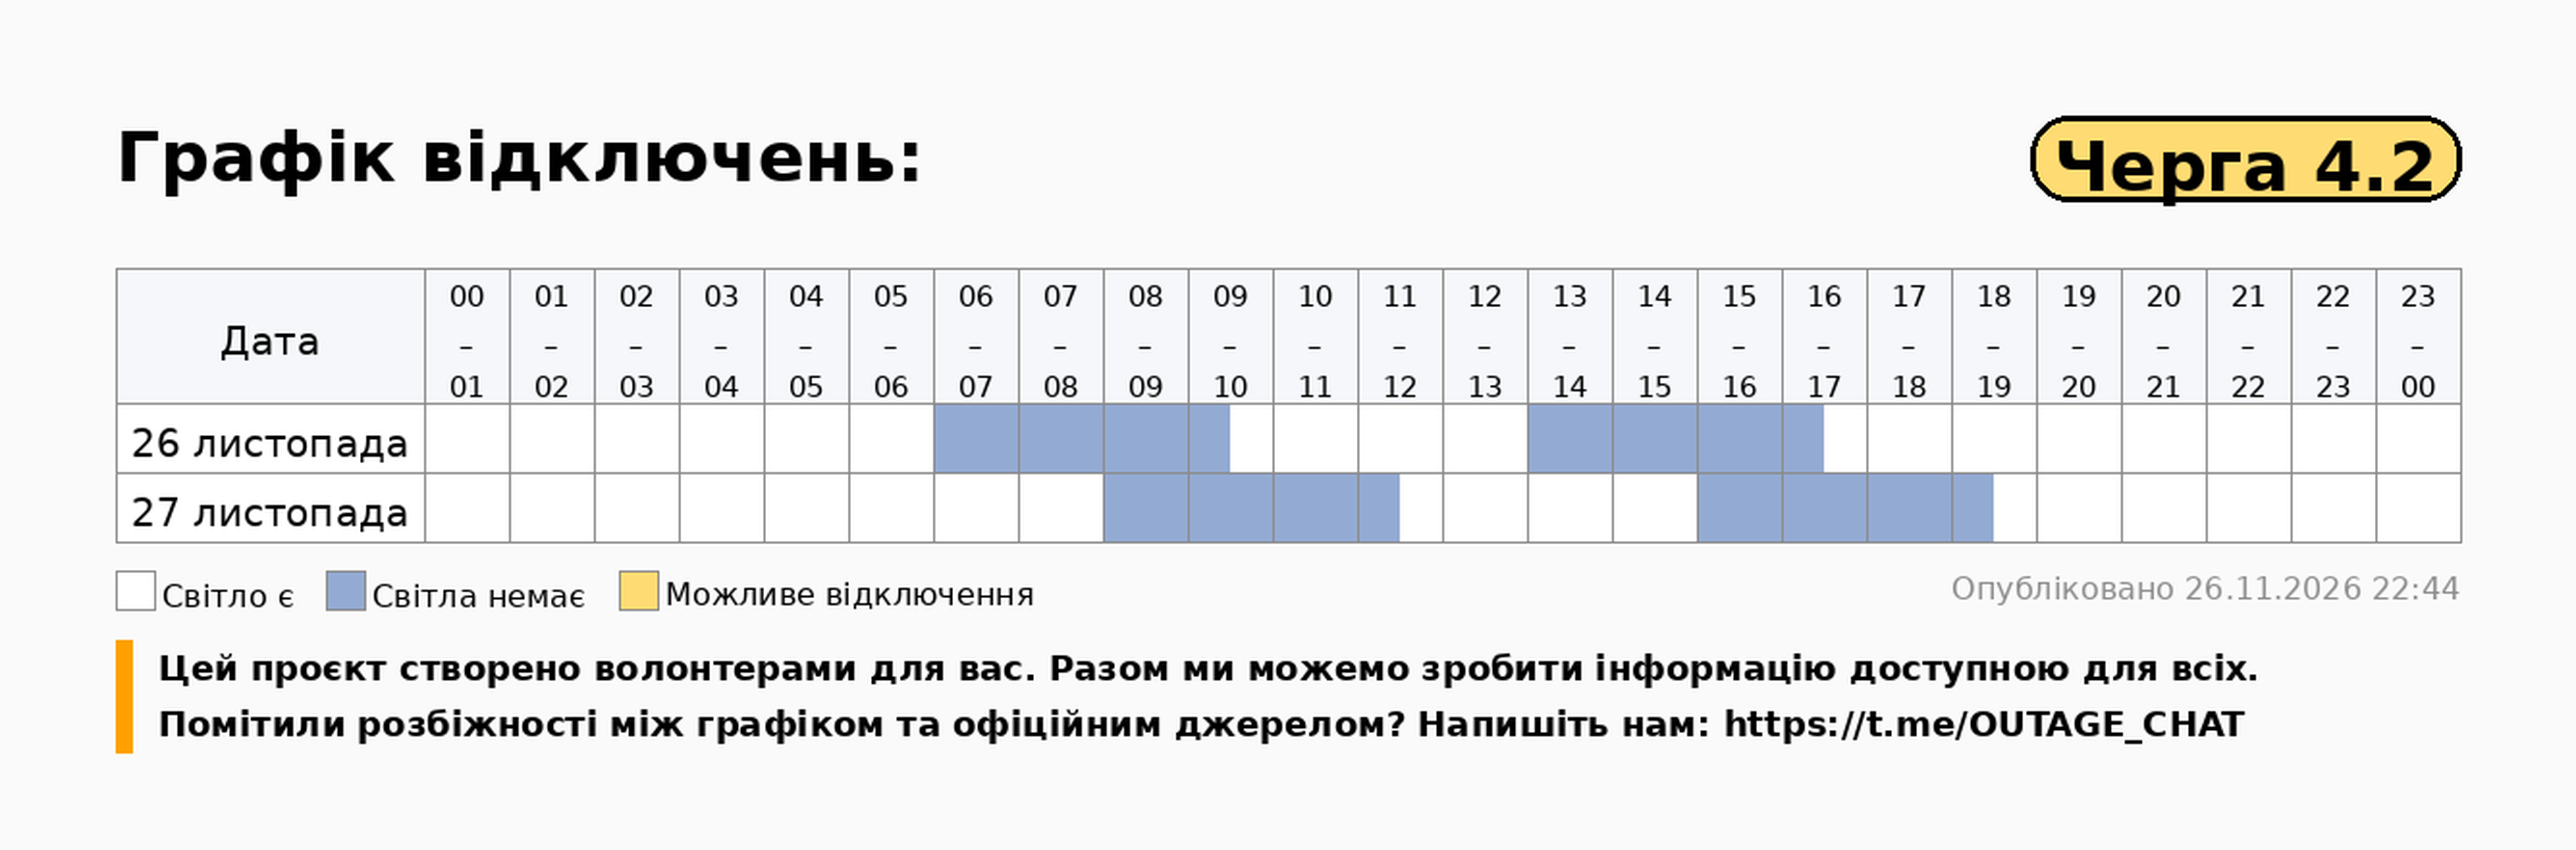 Графік відключень:
Черга 4.2
Дата
00 – 01
01 – 02
02 – 03
03 – 04
04 – 05
05 – 06
06 – 07
07 – 08
08 – 09
09 – 10
10 – 11
11 – 12
12 – 13
13 – 14
14 – 15
15 – 16
16 – 17
17 – 18
18 – 19
19 – 20
20 – 21
21 – 22
22 – 23
23 – 00
26 листопада
27 листопада
Світло є
Світла немає
Можливе відключення
Опубліковано 26.11.2026 22:44
Цей проєкт створено волонтерами для вас. Разом ми можемо зробити інформацію доступною для всіх.
Помітили розбіжності між графіком та офіційним джерелом? Напишіть нам: https://t.me/OUTAGE_CHAT